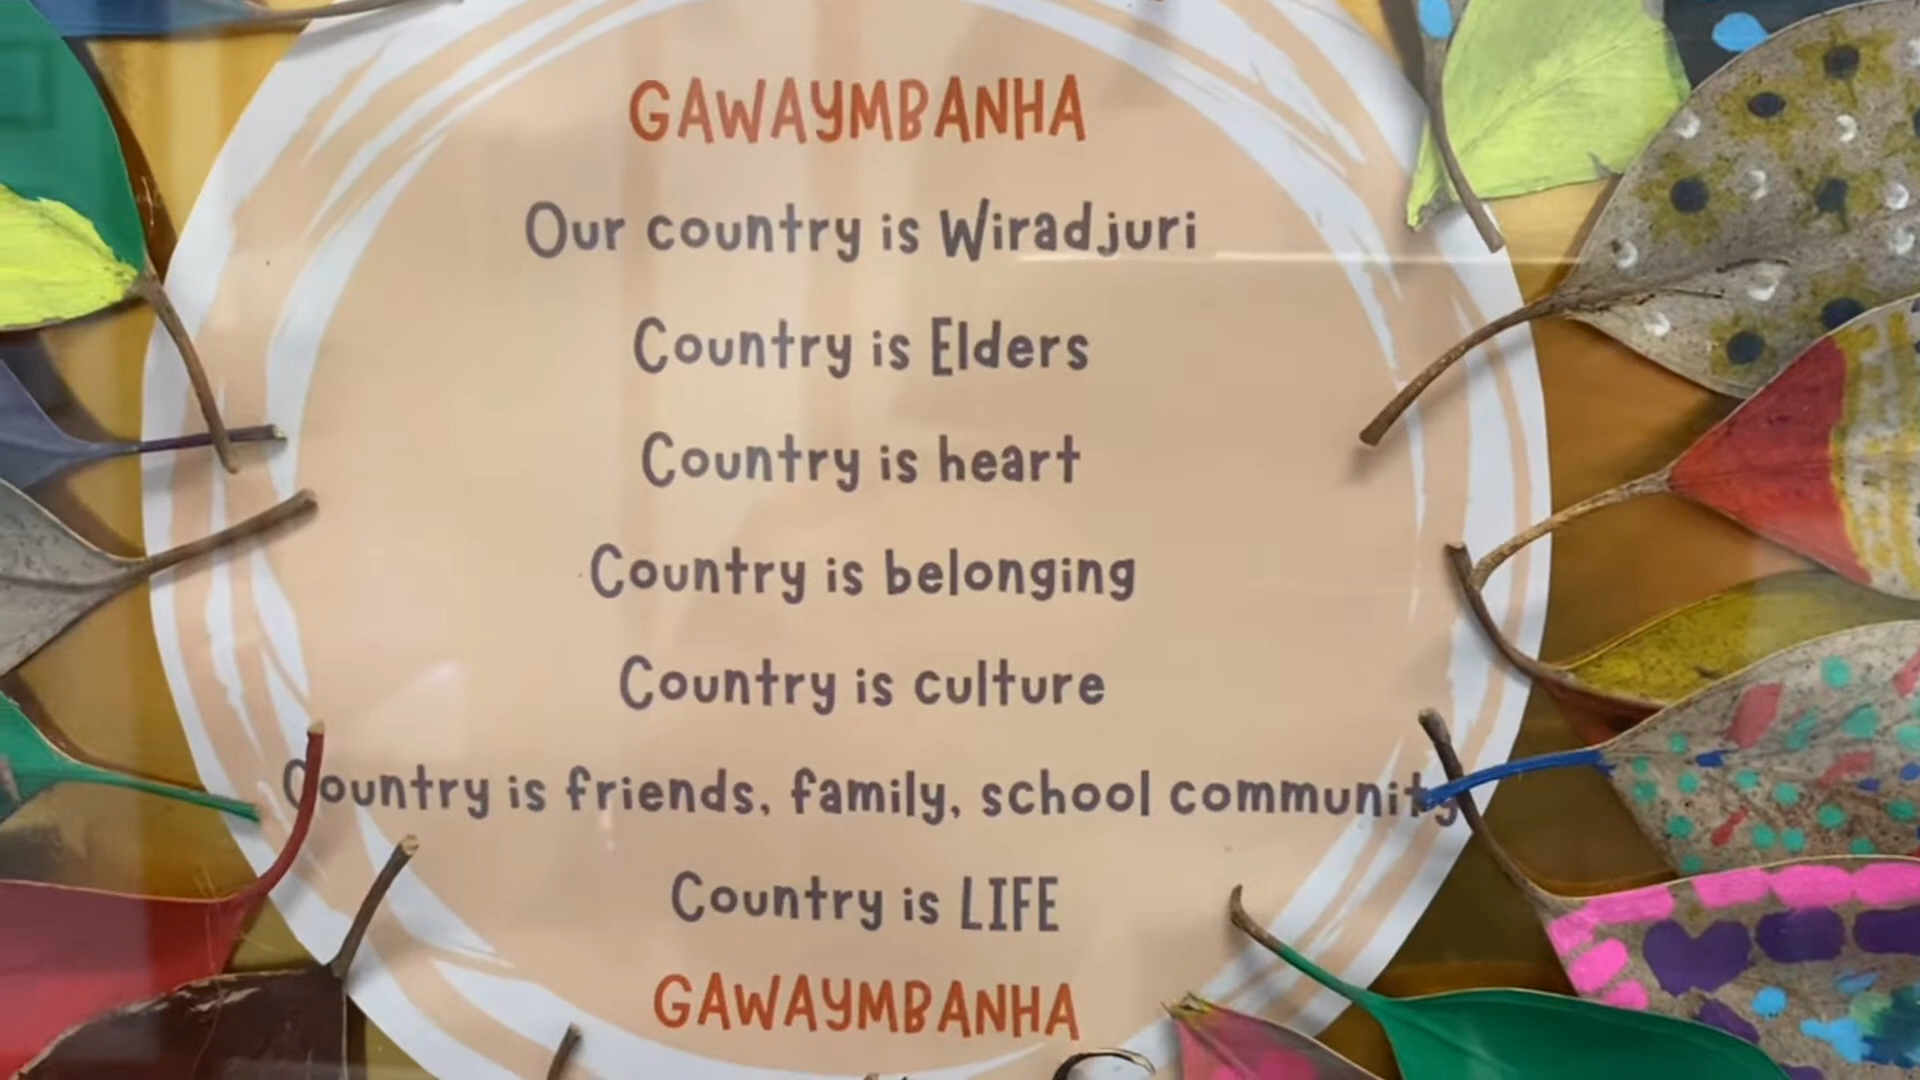 GAWAYMBANHA
Our country is Wiradjuri
Country is Elders
Country is heart
Country is belonging
Country is culture
Country is friends, family, school community
Country is LIFE
GAWAYMBANHA